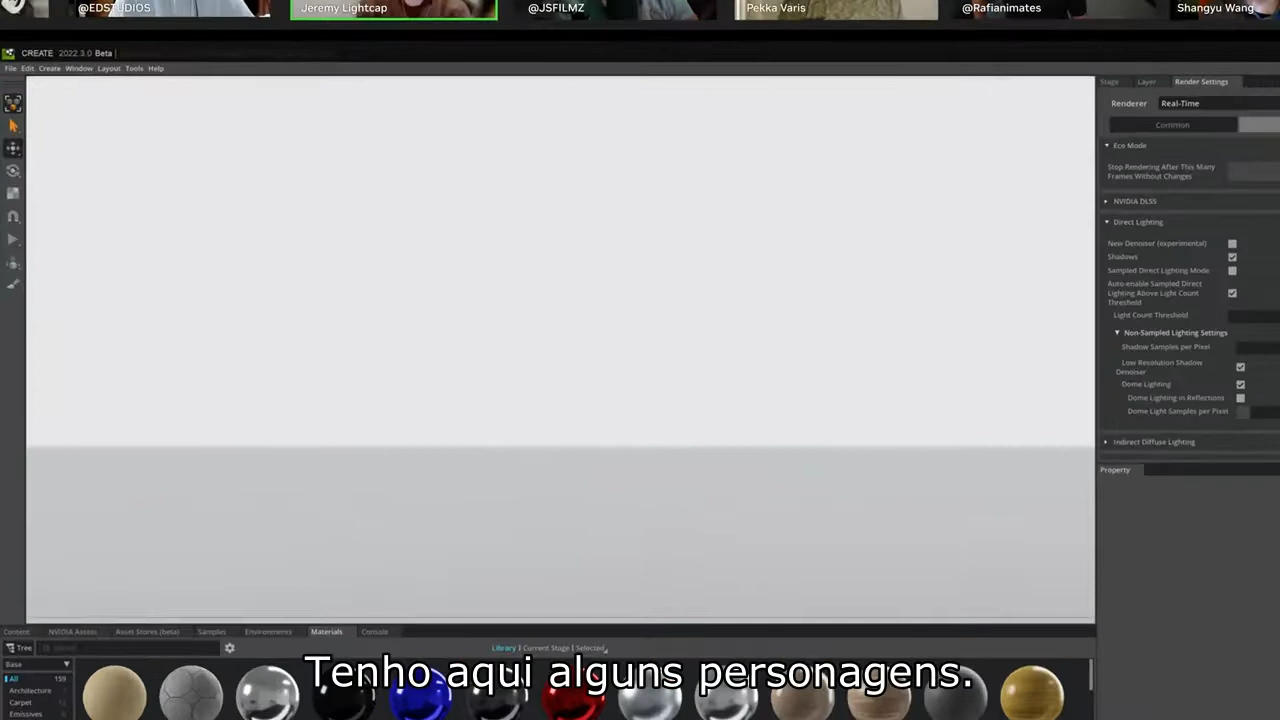 @EDSTUDIOS
Jeremy Lightcap
@JSFILMZ
Pekka Varis
@Rafianimates
Shangyu Wang
CREATE 2022.3.0 Beta
File Edit Create Window Layout Tools Help
Stage Layer Render Settings
Renderer Real-Time
Common
Eco Mode
Stop Rendering After This Many
Frames Without Changes
NVIDIA DLSS
Direct Lighting
New Denoiser (experimental)
Shadows
Sampled Direct Lighting Mode
Auto-enable Sampled Direct
Lighting Above Light Count
Threshold
Light Count Threshold
Non-Sampled Lighting Settings
Shadow Samples per Pixel
Low Resolution Shadow
Denoiser
Dome Lighting
Dome Lighting in Reflections
Dome Light Samples per Pixel
Indirect Diffuse Lighting
Property
Content NVIDIA Assets Asset Stores (beta) Samples Environments Materials Console
Tree
Library | Current Stage | Selected
Base
All 159
Architecture
Carpet
Emissives
Tenho aqui alguns personagens.